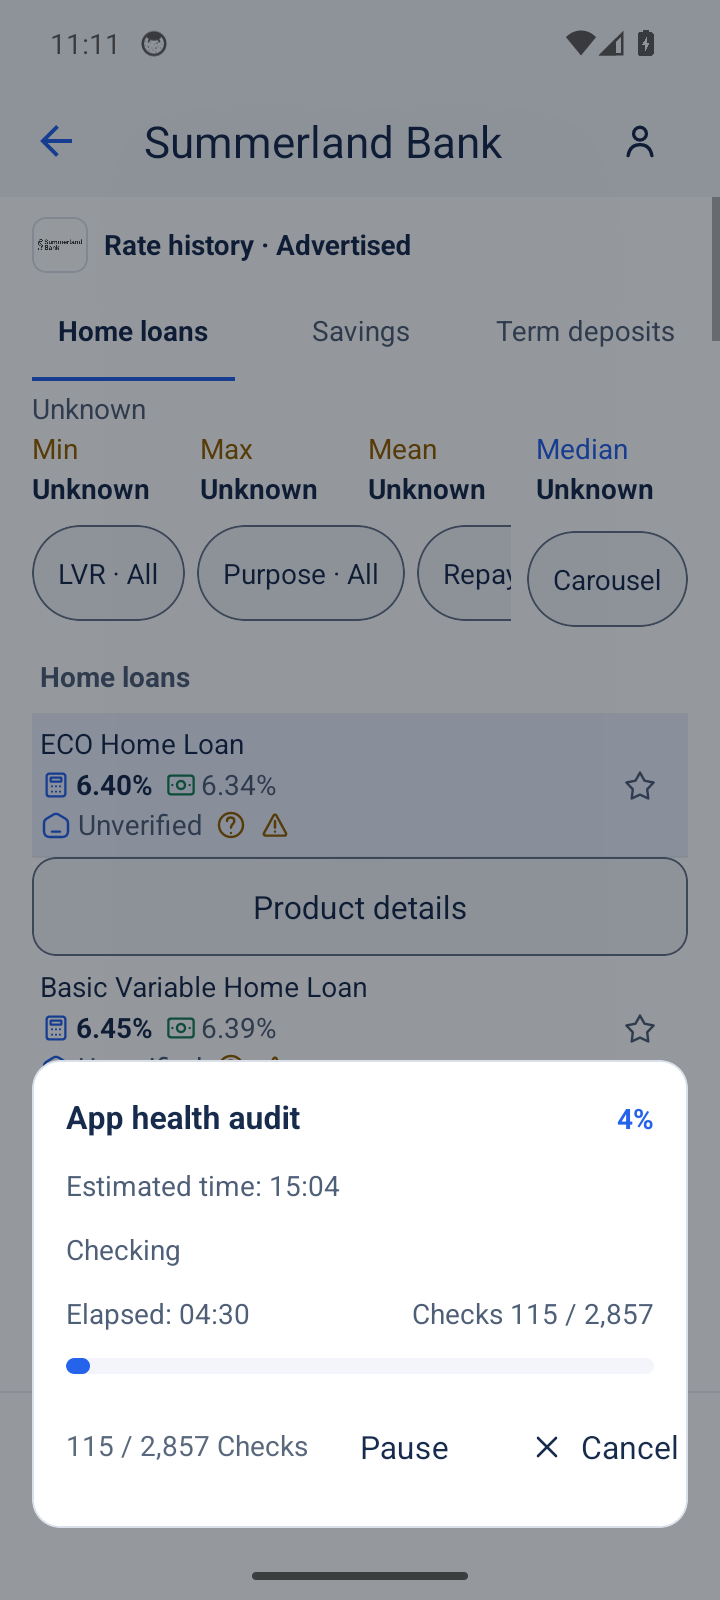 11:11
Summerland Bank
Summerland
Bank
Rate history · Advertised
Home loans Savings Term deposits
Unknown
Min Max Mean Median
Unknown Unknown Unknown Unknown
LVR · All Purpose · All Repay Carousel
Home loans
ECO Home Loan
6.40% 6.34%
Unverified
Product details
Basic Variable Home Loan
6.45% 6.39%
App health audit 4%
Estimated time: 15:04
Checking
Elapsed: 04:30 Checks 115 / 2,857
115 / 2,857 Checks Pause Cancel